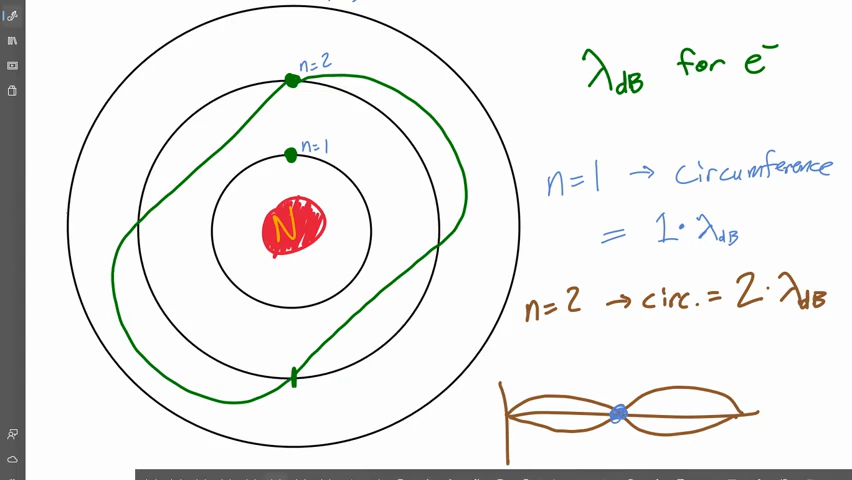 n=2
n=1
N
λdB for e⁻
n=1 → circumference
= 1·λdB
n=2 → circ. = 2·λdB